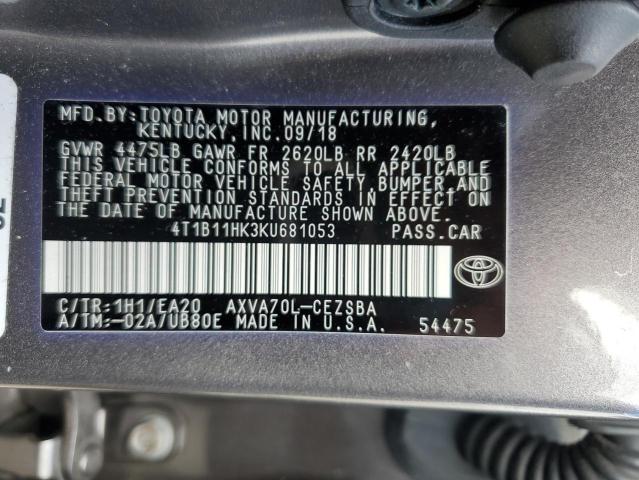 MFD.BY:TOYOTA MOTOR MANUFACTURING,
KENTUCKY,INC.09/18
GVWR 4475LB GAWR FR 2620LB RR 2420LB
THIS VEHICLE CONFORMS TO ALL APPLICABLE
FEDERAL MOTOR VEHICLE SAFETY,BUMPER,AND
THEFT PREVENTION STANDARDS IN EFFECT ON
THE DATE OF MANUFACTURE SHOWN ABOVE.
4T1B11HK3KU681053 PASS.CAR
C/TR:1H1/EA20 AXVA70L-CEZSBA
A/TM:-02A/UB80E MADE IN U.S.A. 54475